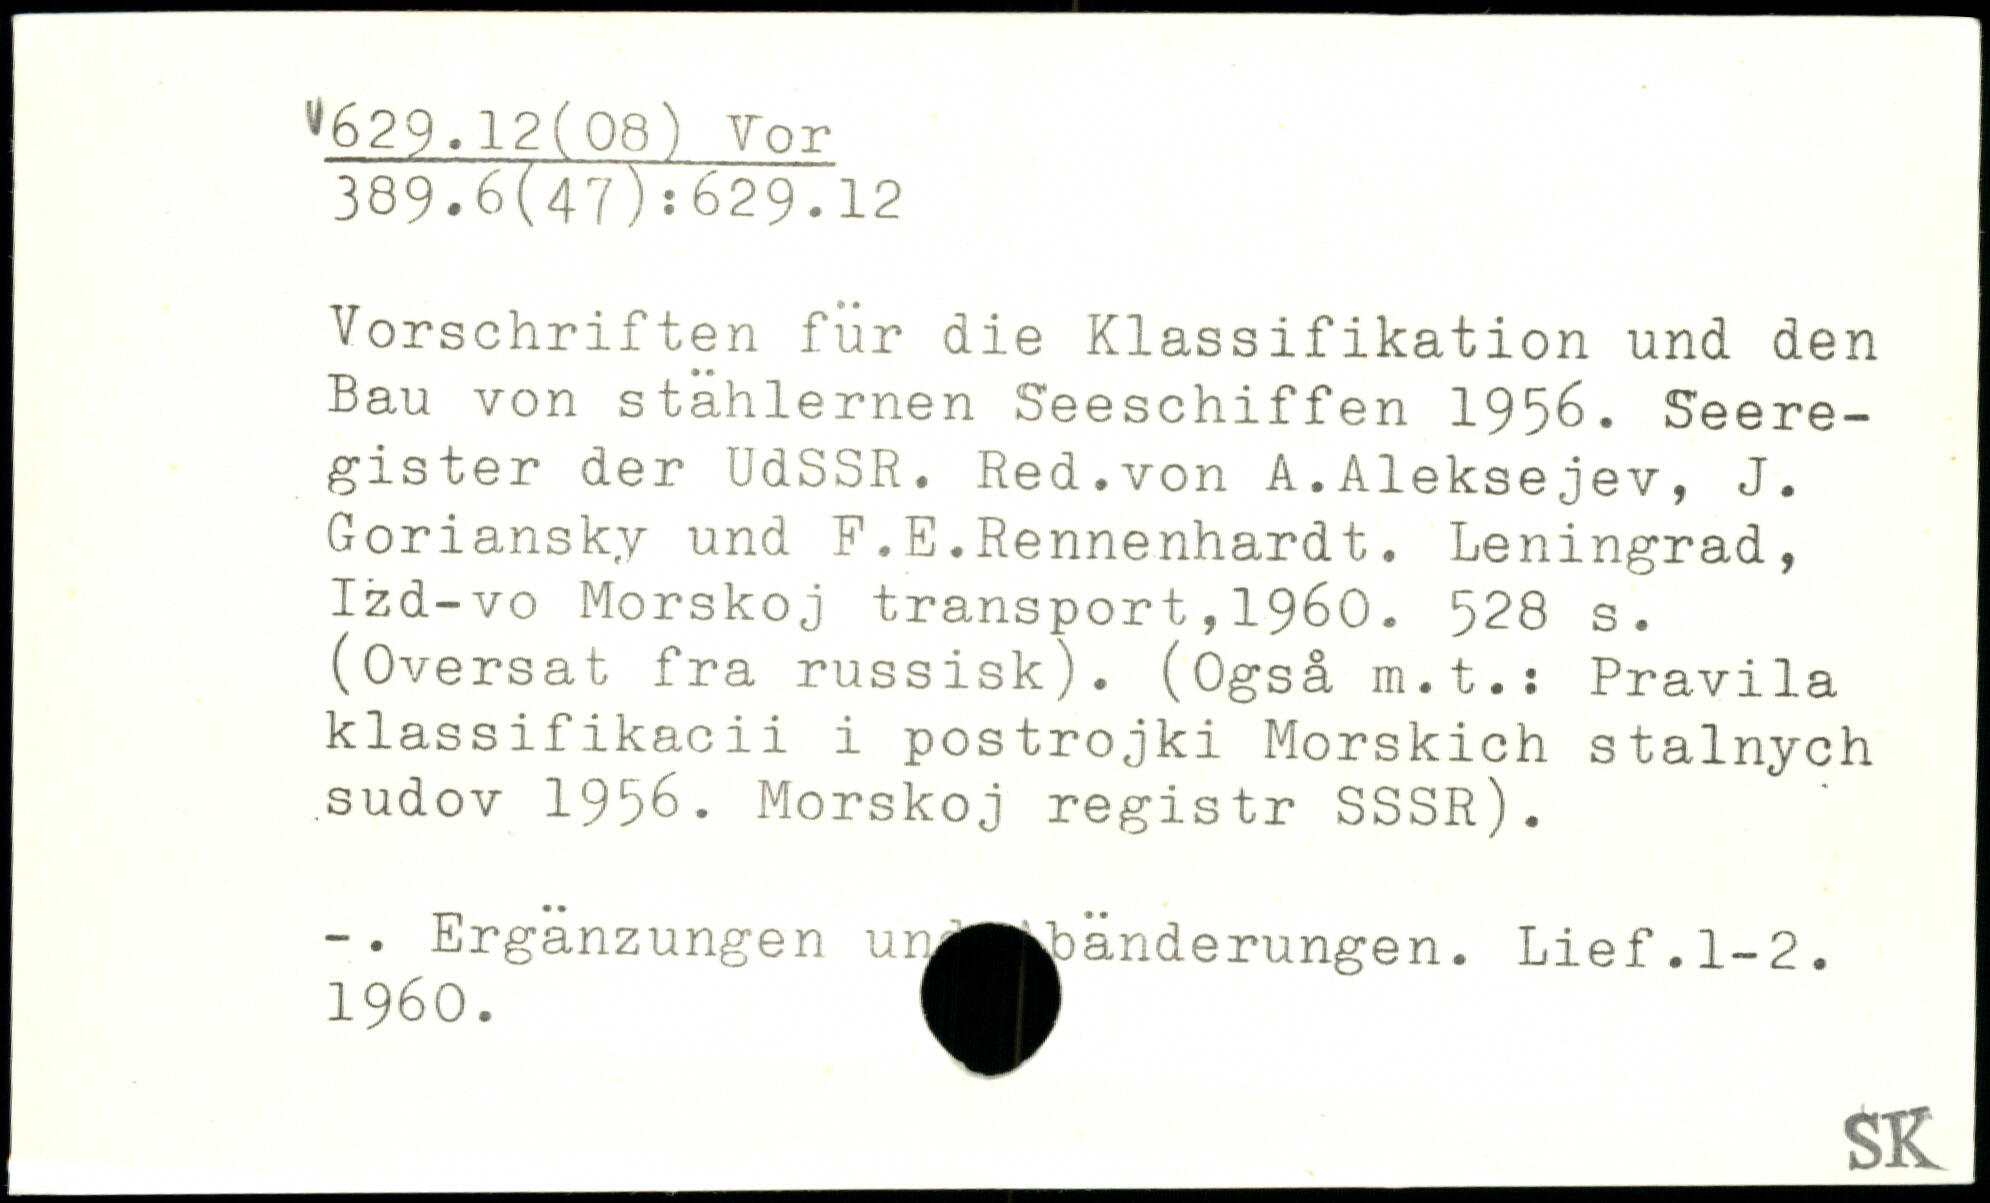 629.12(08) Vor
389.6(47):629.12
Vorschriften für die Klassifikation und den
Bau von stählernen Seeschiffen 1956. Seere-
gister der UdSSR. Red.von A.Aleksejev, J.
Goriansky und F.E.Rennenhardt. Leningrad,
Izd-vo Morskoj transport,1960. 528 s.
(Oversat fra russisk). (Også m.t.: Pravila
klassifikacii i postrojki Morskich stalnych
sudov 1956. Morskoj registr SSSR).
-. Ergänzungen und Abänderungen. Lief.1-2.
1960.
SK